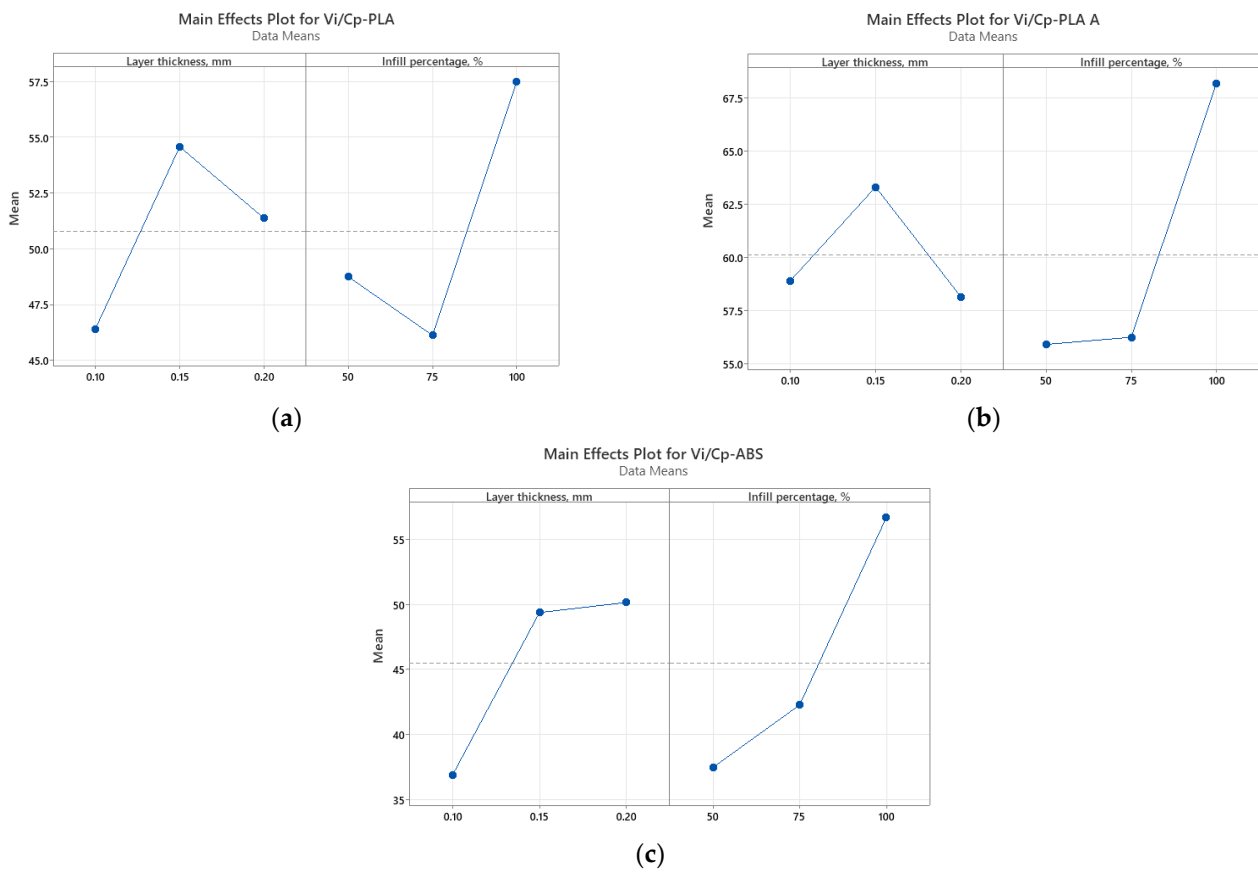 Main Effects Plot for Vi/Cp-PLA
Data Means
Layer thickness, mm
Infill percentage, %
57.5
55.0
52.5
50.0
47.5
45.0
Mean
0.10
0.15
0.20
50
75
100
(a)
Main Effects Plot for Vi/Cp-PLA A
Data Means
Layer thickness, mm
Infill percentage, %
67.5
65.0
62.5
60.0
57.5
55.0
Mean
0.10
0.15
0.20
50
75
100
(b)
Main Effects Plot for Vi/Cp-ABS
Data Means
Layer thickness, mm
Infill percentage, %
55
50
45
40
35
Mean
0.10
0.15
0.20
50
75
100
(c)